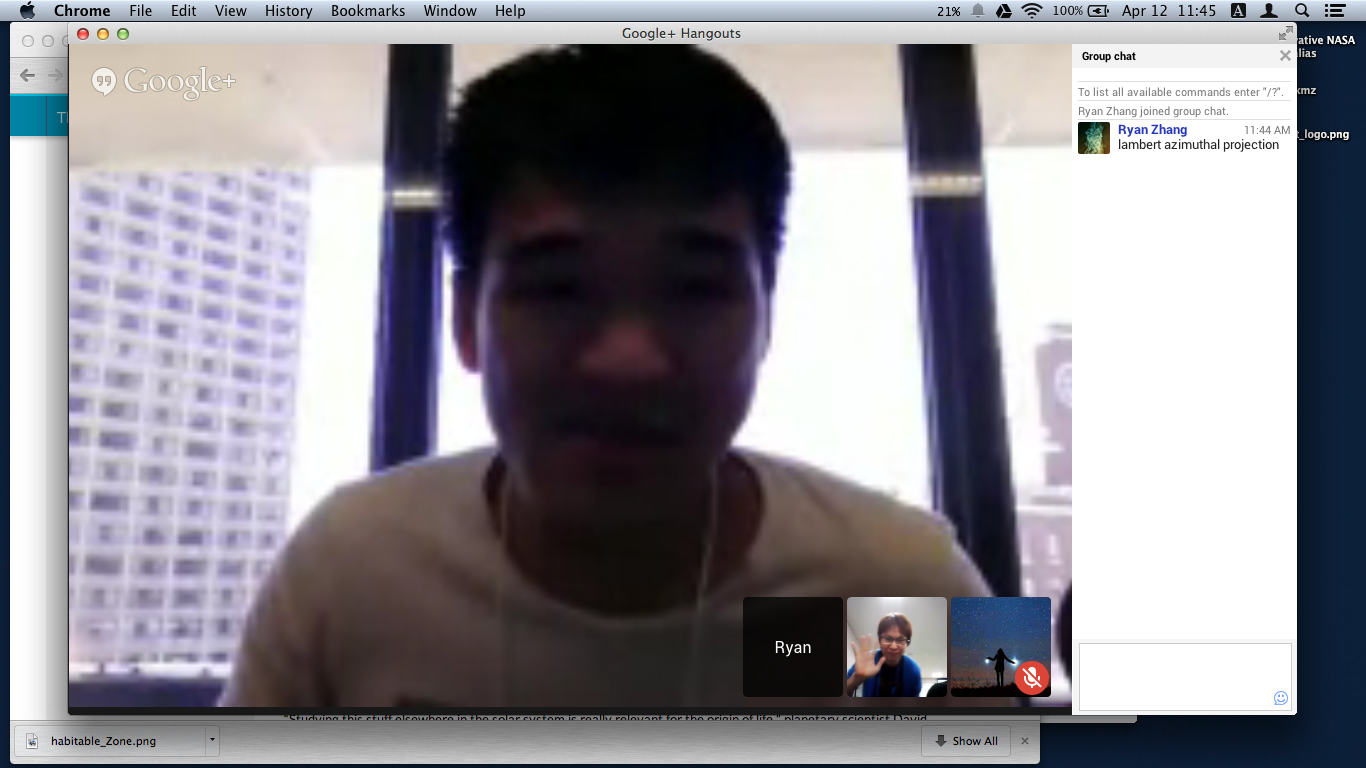 Chrome File Edit View History Bookmarks Window Help 21% 100% Apr 12 11:45 A
Google+ Hangouts
Google+
Group chat
To list all available commands enter "/?".
Ryan Zhang joined group chat.
Ryan Zhang 11:44 AM
lambert azimuthal projection
ative NASA
lias
kmz
_logo.png
Ryan
"Studying this stuff elsewhere in the solar system is really relevant for the origin of life," planetary scientist David
habitable_Zone.png
Show All